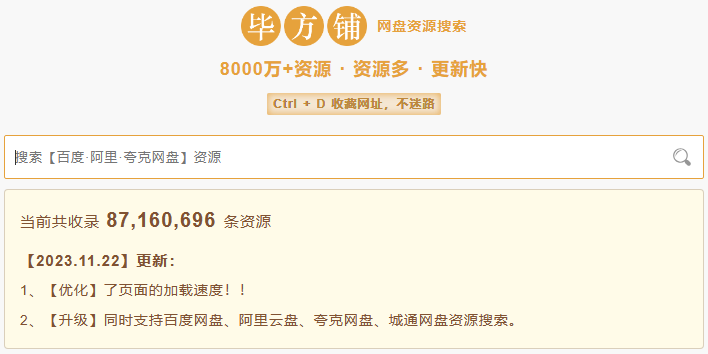 毕方铺 网盘资源搜索
8000万+资源 · 资源多 · 更新快
Ctrl + D 收藏网址，不迷路
搜索【百度·阿里·夸克网盘】资源
当前共收录 87,160,696 条资源
【2023.11.22】更新：
1、【优化】了页面的加载速度！！
2、【升级】同时支持百度网盘、阿里云盘、夸克网盘、城通网盘资源搜索。